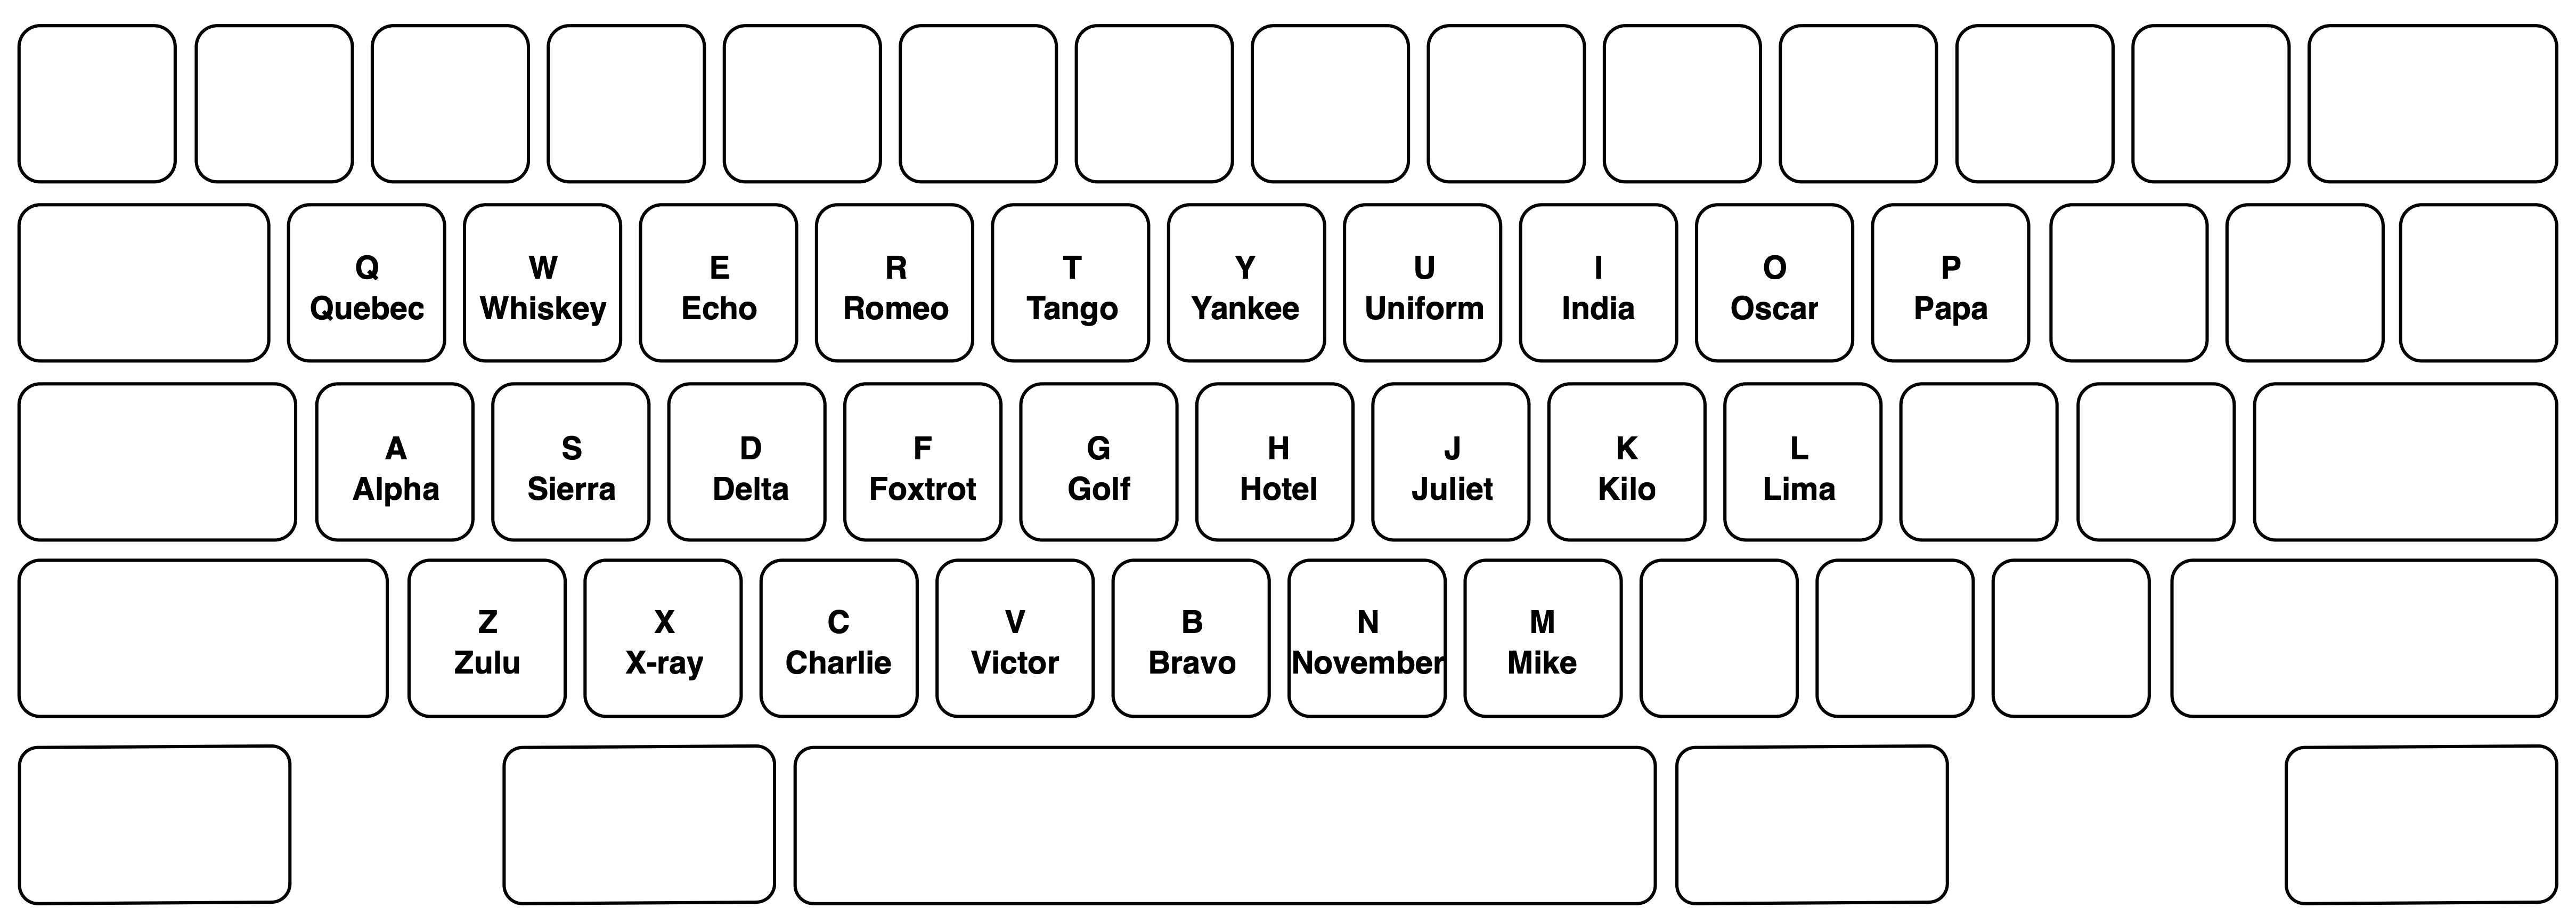 Q
Quebec
W
Whiskey
E
Echo
R
Romeo
T
Tango
Y
Yankee
U
Uniform
I
India
O
Oscar
P
Papa
A
Alpha
S
Sierra
D
Delta
F
Foxtrot
G
Golf
H
Hotel
J
Juliet
K
Kilo
L
Lima
Z
Zulu
X
X-ray
C
Charlie
V
Victor
B
Bravo
N
November
M
Mike